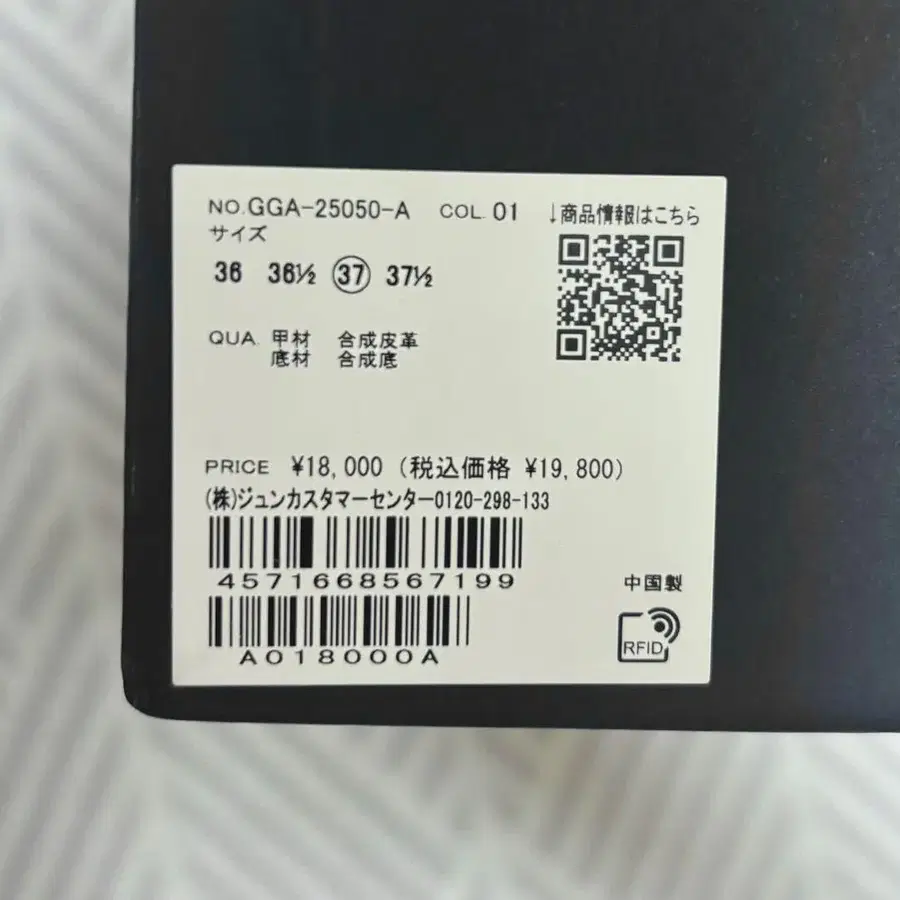 NO.GGA-25050-A COL.01 ↓商品情報はこちら
サイズ
36 36½ 37 37½
QUA. 甲材 合成皮革
底材 合成底
PRICE ¥18,000 (税込価格 ¥19,800)
(株)ジュンカスタマーセンター0120-298-133
4571668567199
中国製
A018000A
RFID